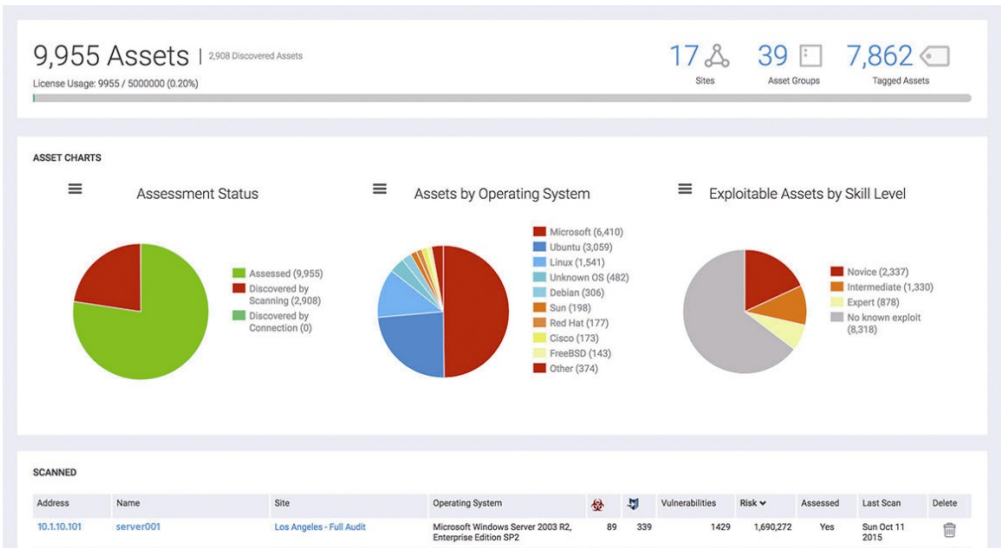 9,955 Assets | 2,908 Discovered Assets
License Usage: 9955 / 5000000 (0.20%)
17
Sites
39
Asset Groups
7,862
Tagged Assets
ASSET CHARTS
Assessment Status
Assessed (9,955)
Discovered by
Scanning (2,908)
Discovered by
Connection (0)
Assets by Operating System
Microsoft (6,410)
Ubuntu (3,059)
Linux (1,541)
Unknown OS (482)
Debian (306)
Sun (198)
Red Hat (177)
Cisco (173)
FreeBSD (143)
Other (374)
Exploitable Assets by Skill Level
Novice (2,337)
Intermediate (1,330)
Expert (878)
No known exploit
(8,318)
SCANNED
Address Name Site Operating System Vulnerabilities Risk Assessed Last Scan Delete
10.1.10.101 server001 Los Angeles - Full Audit Microsoft Windows Server 2003 R2, 89 339 1429 1,690,272 Yes Sun Oct 11
Enterprise Edition SP2 2015